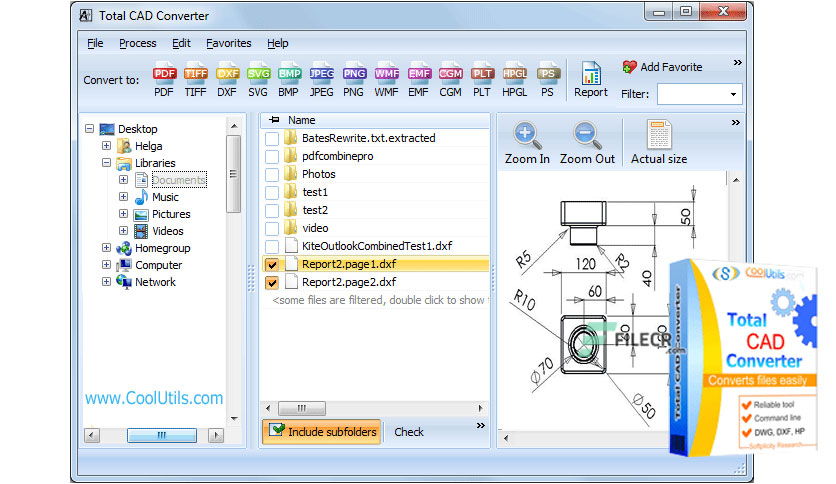 Total CAD Converter
File Process Edit Favorites Help
Convert to:
PDF TIFF DXF SVG BMP JPEG PNG WMF EMF CGM PLT HPGL PS
PDF TIFF DXF SVG BMP JPEG PNG WMF EMF CGM PLT HPGL PS
Report
Add Favorite
Filter:
Desktop
Helga
Libraries
Documents
Music
Pictures
Videos
Homegroup
Computer
Network
www.CoolUtils.com
Name
BatesRewrite.txt.extracted
pdfcombinepro
Photos
test1
test2
video
KiteOutlookCombinedTest1.dxf
Report2.page1.dxf
Report2.page2.dxf
<some files are filtered, double click to show
Include subfolders
Check
Zoom In Zoom Out Actual size
50
R5
R2
120
40
60
R10
Ø70
Ø50
FILECR
.com
CoolUtils.com
Total
CAD
Converter
Converts files easily
Reliable tool
Command line
DWG, DXF, HP
Softplicity Research
Total CAD Converter